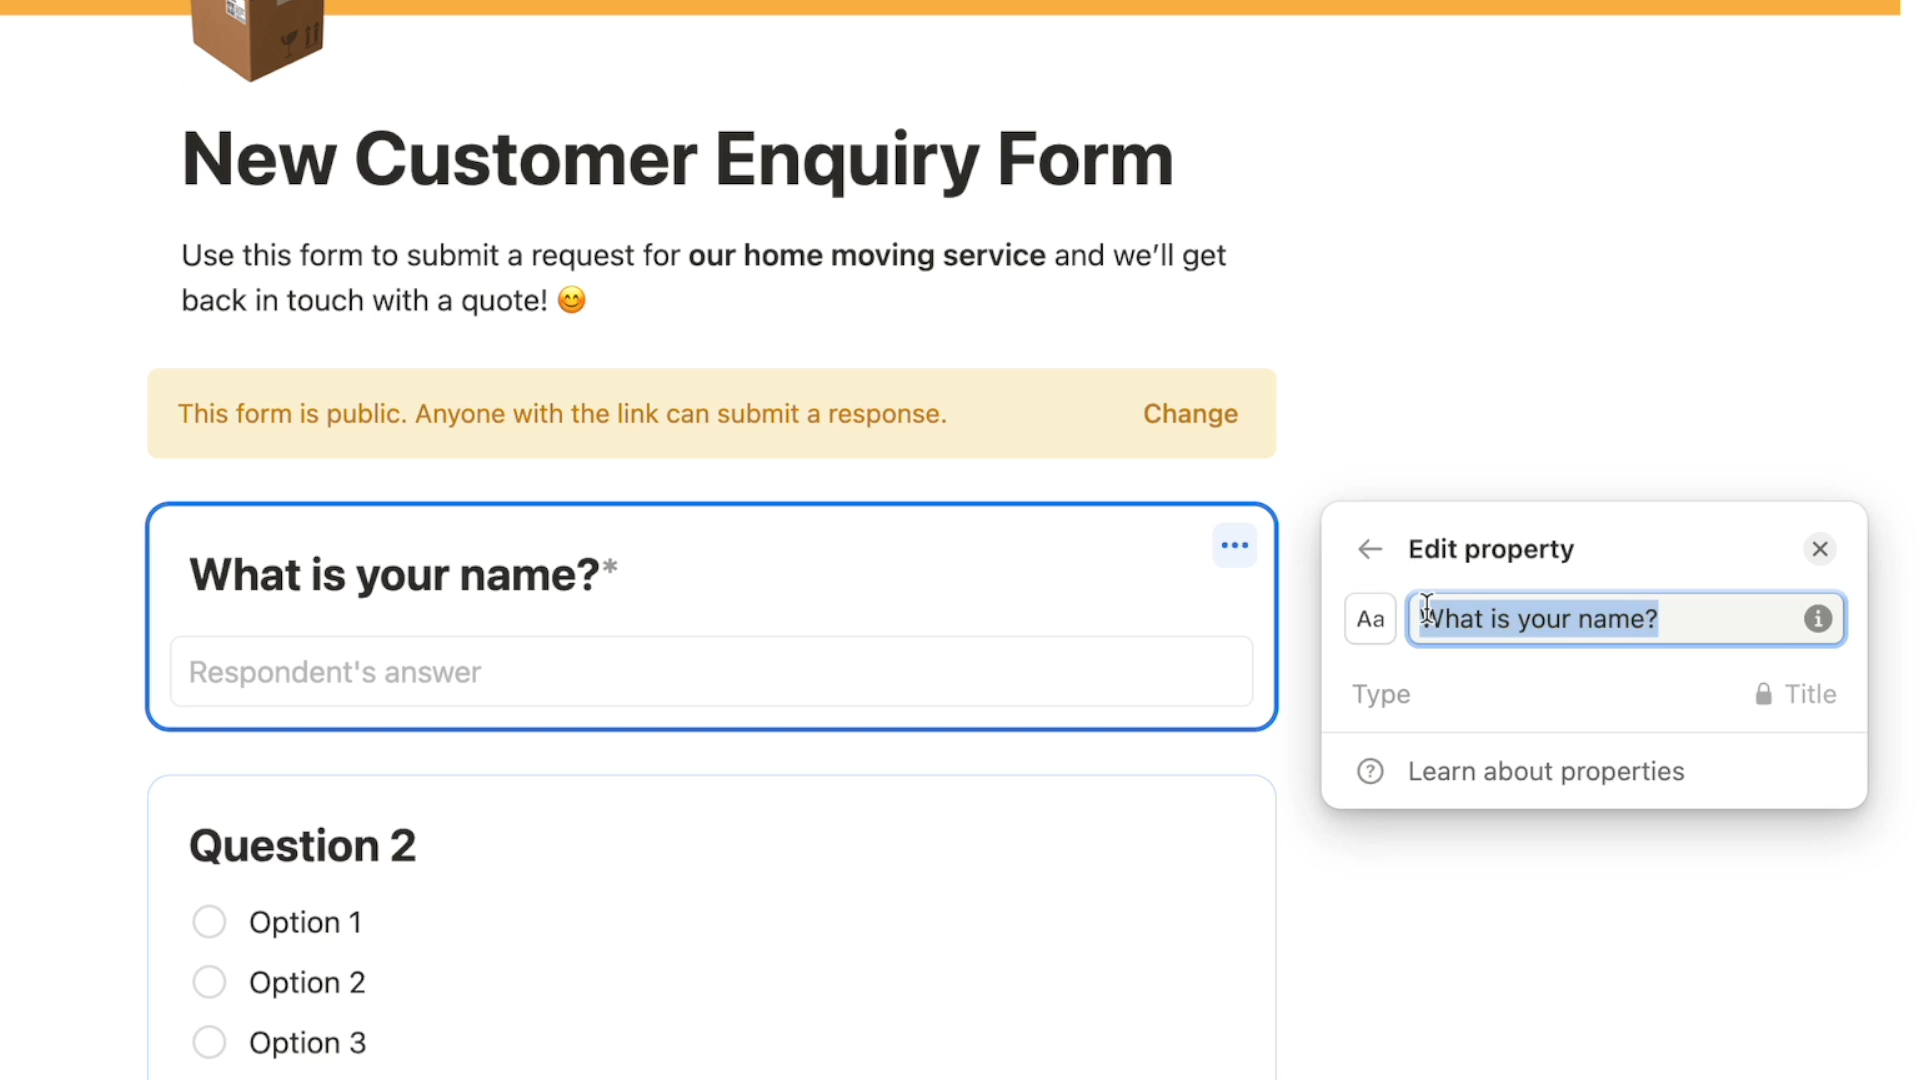 New Customer Enquiry Form
Use this form to submit a request for our home moving service and we’ll get
back in touch with a quote! 😊
This form is public. Anyone with the link can submit a response.
Change
What is your name?*
Respondent's answer
Edit property
Aa
What is your name?
Type
Title
Learn about properties
Question 2
Option 1
Option 2
Option 3